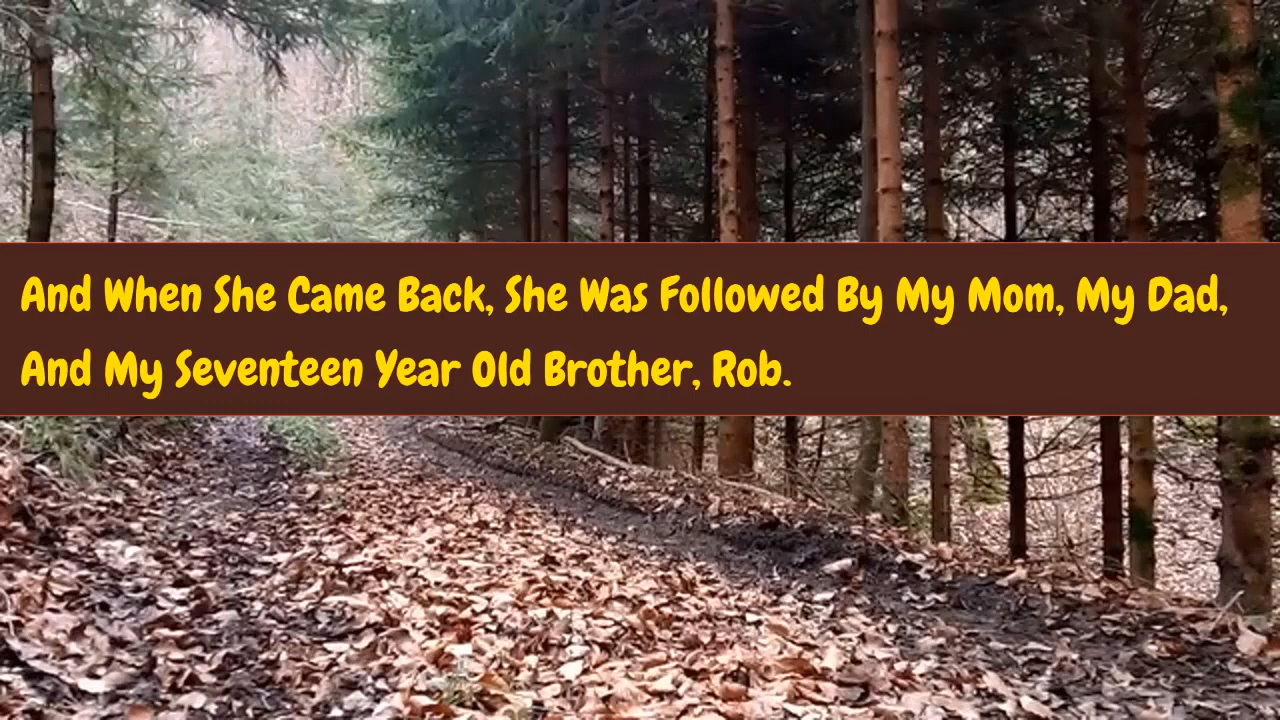 And When She Came Back, She Was Followed By My Mom, My Dad,
And My Seventeen Year Old Brother, Rob.